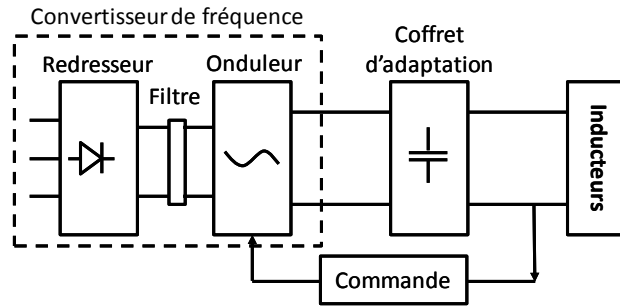 Convertisseur de fréquence
Redresseur
Filtre
Onduleur
Coffret
d'adaptation
Inducteurs
Commande